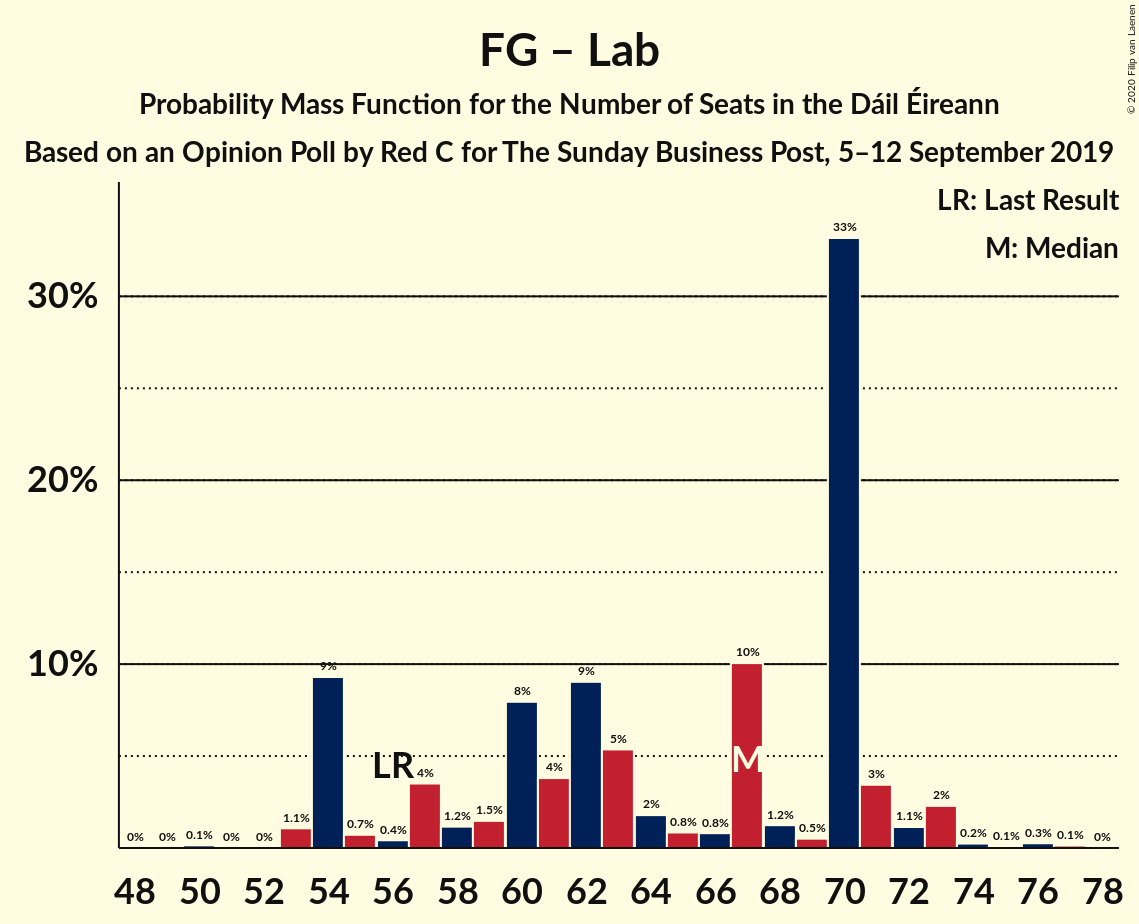 FG – Lab
Probability Mass Function for the Number of Seats in the Dáil Éireann
Based on an Opinion Poll by Red C for The Sunday Business Post, 5–12 September 2019
© 2020 Filip van Laenen
LR: Last Result
M: Median
33%
30%
20%
10%
0% 0% 0.1% 0% 0% 1.1% 9% 0.7% 0.4% 4% 1.2% 1.5% 8% 4% 9% 5% 2% 0.8% 0.8% 10% 1.2% 0.5% 3% 1.1% 2% 0.2% 0.1% 0.3% 0.1% 0%
LR
M
48 50 52 54 56 58 60 62 64 66 68 70 72 74 76 78